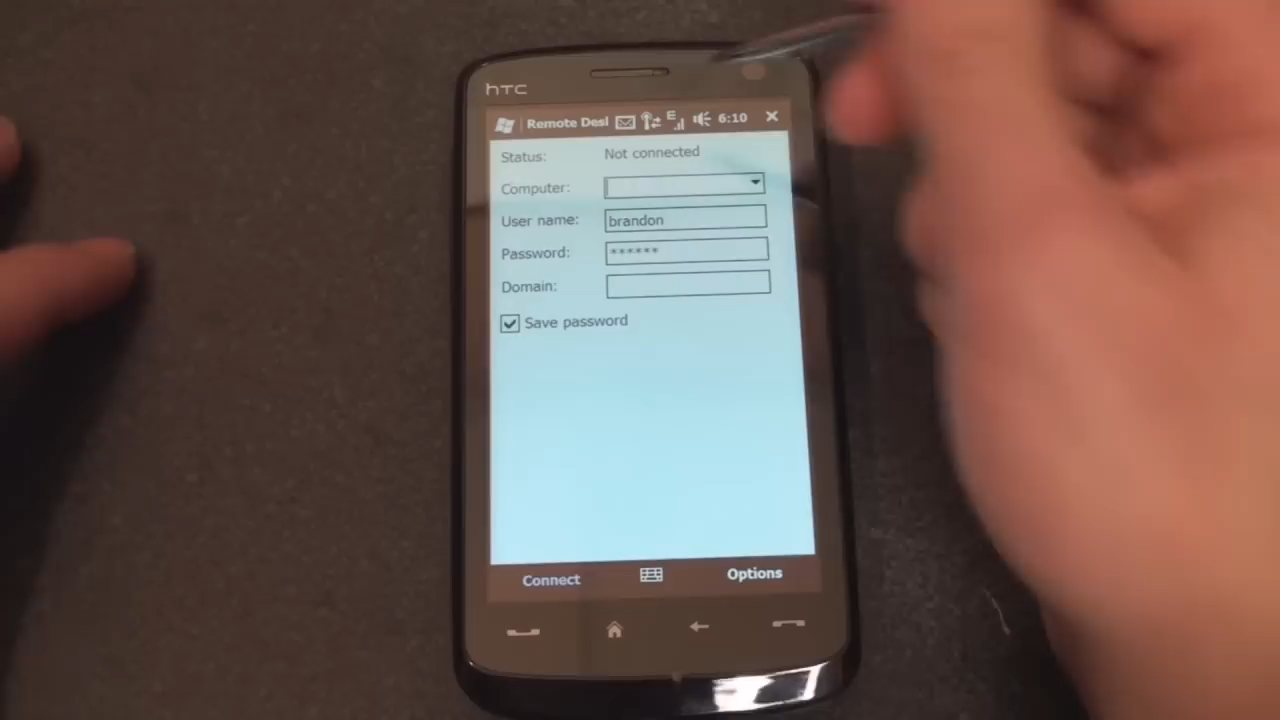 hTC
Remote Desl E 6:10
Status: Not connected
Computer:
User name: brandon
Password: ******
Domain:
Save password
Connect Options